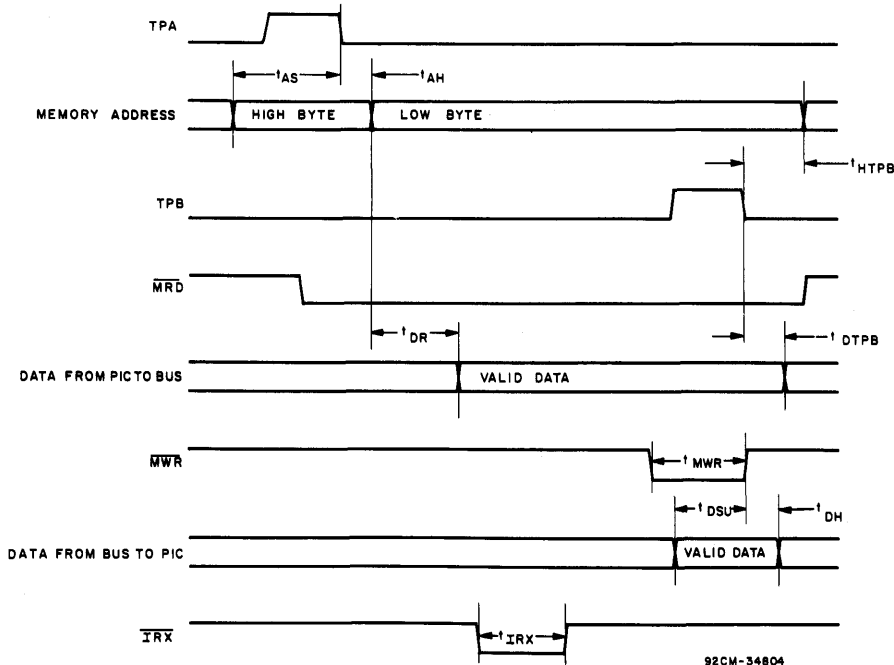 TPA
tAS
tAH
MEMORY ADDRESS
HIGH BYTE
LOW BYTE
tHTPB
TPB
MRD
tDR
tDTPB
DATA FROM PIC TO BUS
VALID DATA
MWR
tMWR
tDSU
tDH
DATA FROM BUS TO PIC
VALID DATA
IRX
tIRX
92CM-34804